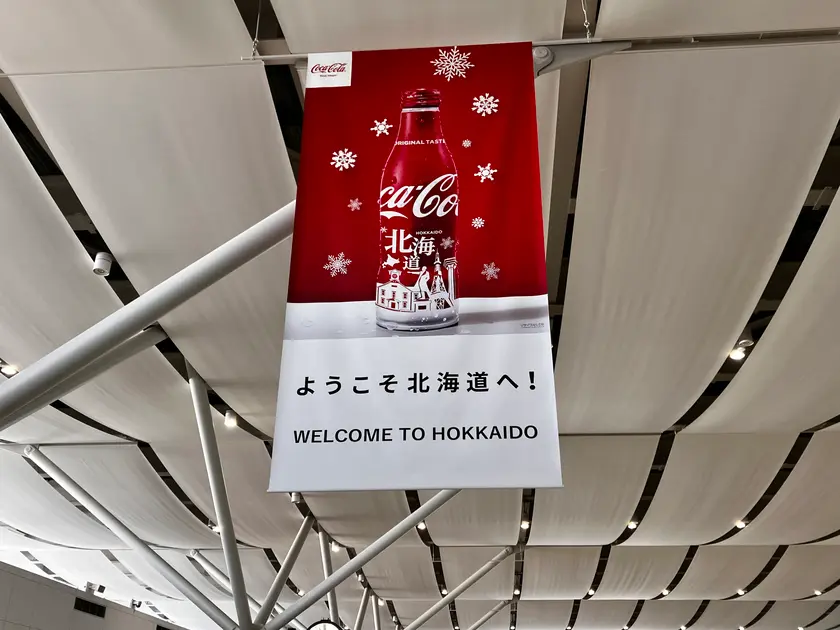 Coca-Cola
ORIGINAL TASTE
ca-Co
HOKKAIDO
北海道
ようこそ北海道へ！
WELCOME TO HOKKAIDO